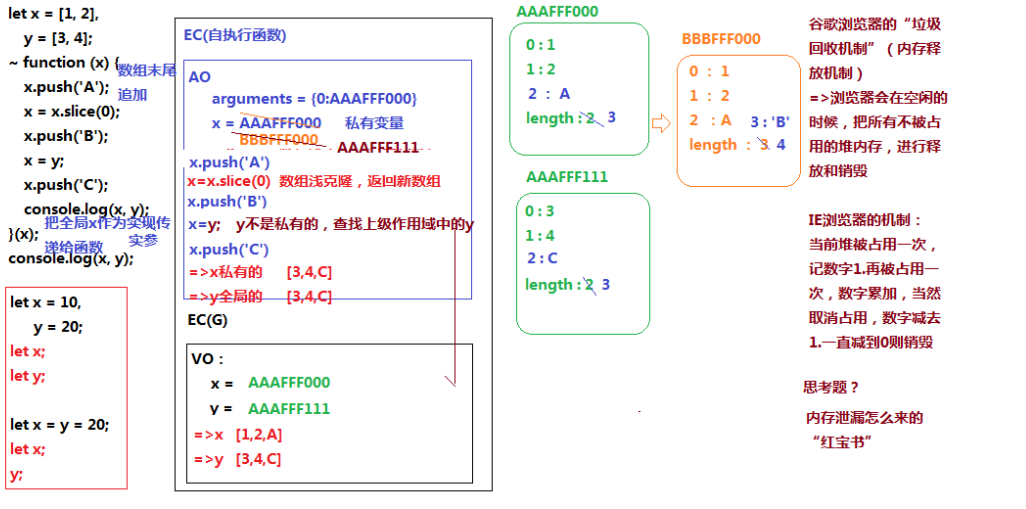 let x = [1, 2],
y = [3, 4];
~ function (x) {
x.push('A');
x = x.slice(0);
x.push('B');
x = y;
x.push('C');
console.log(x, y);
}(x);
console.log(x, y);
数组末尾
追加
把全局x作为实现传
递给函数
实参
let x = 10,
y = 20;
let x;
let y;
let x = y = 20;
let x;
y;
EC(自执行函数)
AO
arguments = {0:AAAFFF000}
x = AAAFFF000 私有变量
BBBFFF000
AAAFFF111
x.push('A')
x=x.slice(0) 数组浅克隆，返回新数组
x.push('B')
x=y; y不是私有的，查找上级作用域中的y
x.push('C')
=>x私有的 [3,4,C]
=>y全局的 [3,4,C]
EC(G)
VO：
x = AAAFFF000
y = AAAFFF111
=>x [1,2,A]
=>y [3,4,C]
AAAFFF000
0 : 1
1 : 2
2 : A
length : 2 3
BBBFFF000
0 : 1
1 : 2
2 : A 3 : 'B'
length : 3 4
AAAFFF111
0 : 3
1 : 4
2 : C
length : 2 3
谷歌浏览器的“垃圾
回收机制”（内存释
放机制）
=>浏览器会在空闲的
时候，把所有不被占
用的堆内存，进行释
放和销毁
IE浏览器的机制：
当前堆被占用一次，
记数字1.再被占用一
次，数字累加，当然
取消占用，数字减去
1.一直减到0则销毁
思考题？
内存泄漏怎么来的
“红宝书”